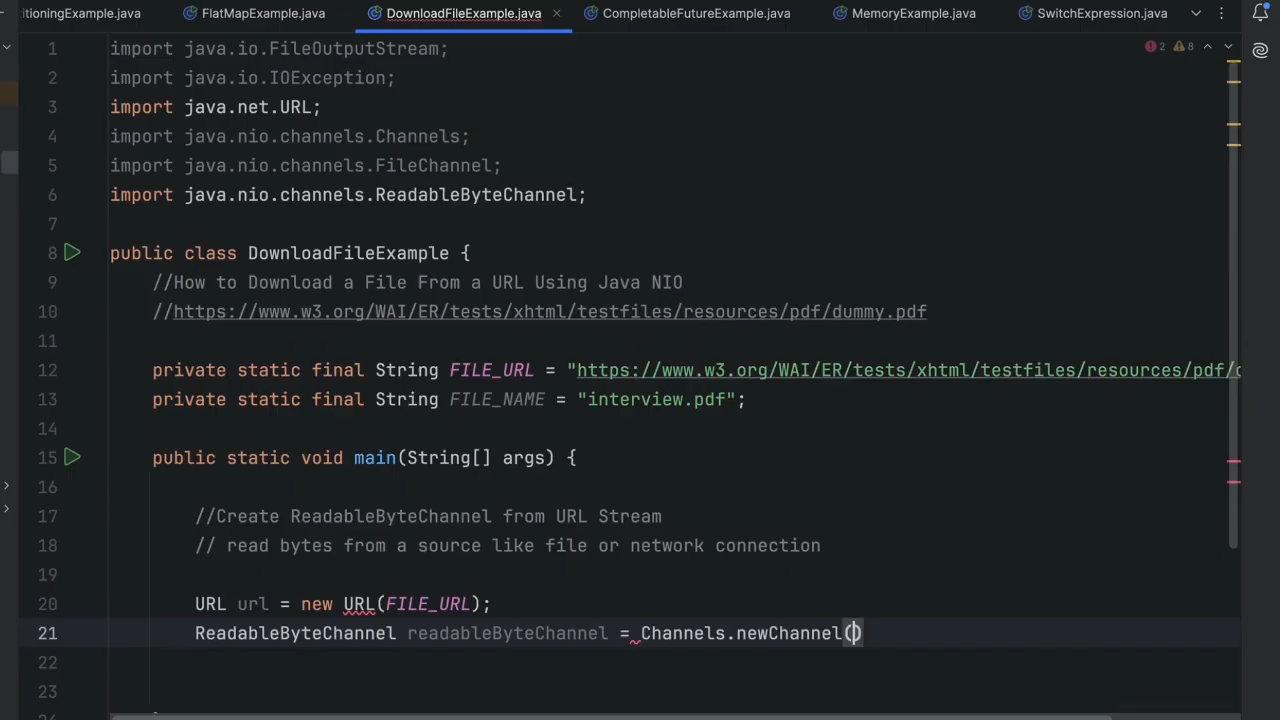 itioningExample.java FlatMapExample.java DownloadFileExample.java CompletableFutureExample.java MemoryExample.java SwitchExpression.java
1 import java.io.FileOutputStream; 2 8
2 import java.io.IOException;
3 import java.net.URL;
4 import java.nio.channels.Channels;
5 import java.nio.channels.FileChannel;
6 import java.nio.channels.ReadableByteChannel;
7
8 public class DownloadFileExample {
9 //How to Download a File From a URL Using Java NIO
10 //https://www.w3.org/WAI/ER/tests/xhtml/testfiles/resources/pdf/dummy.pdf
11
12 private static final String FILE_URL = "https://www.w3.org/WAI/ER/tests/xhtml/testfiles/resources/pdf/
13 private static final String FILE_NAME = "interview.pdf";
14
15 public static void main(String[] args) {
16
17 //Create ReadableByteChannel from URL Stream
18 // read bytes from a source like file or network connection
19
20 URL url = new URL(FILE_URL);
21 ReadableByteChannel readableByteChannel = Channels.newChannel()
22
23